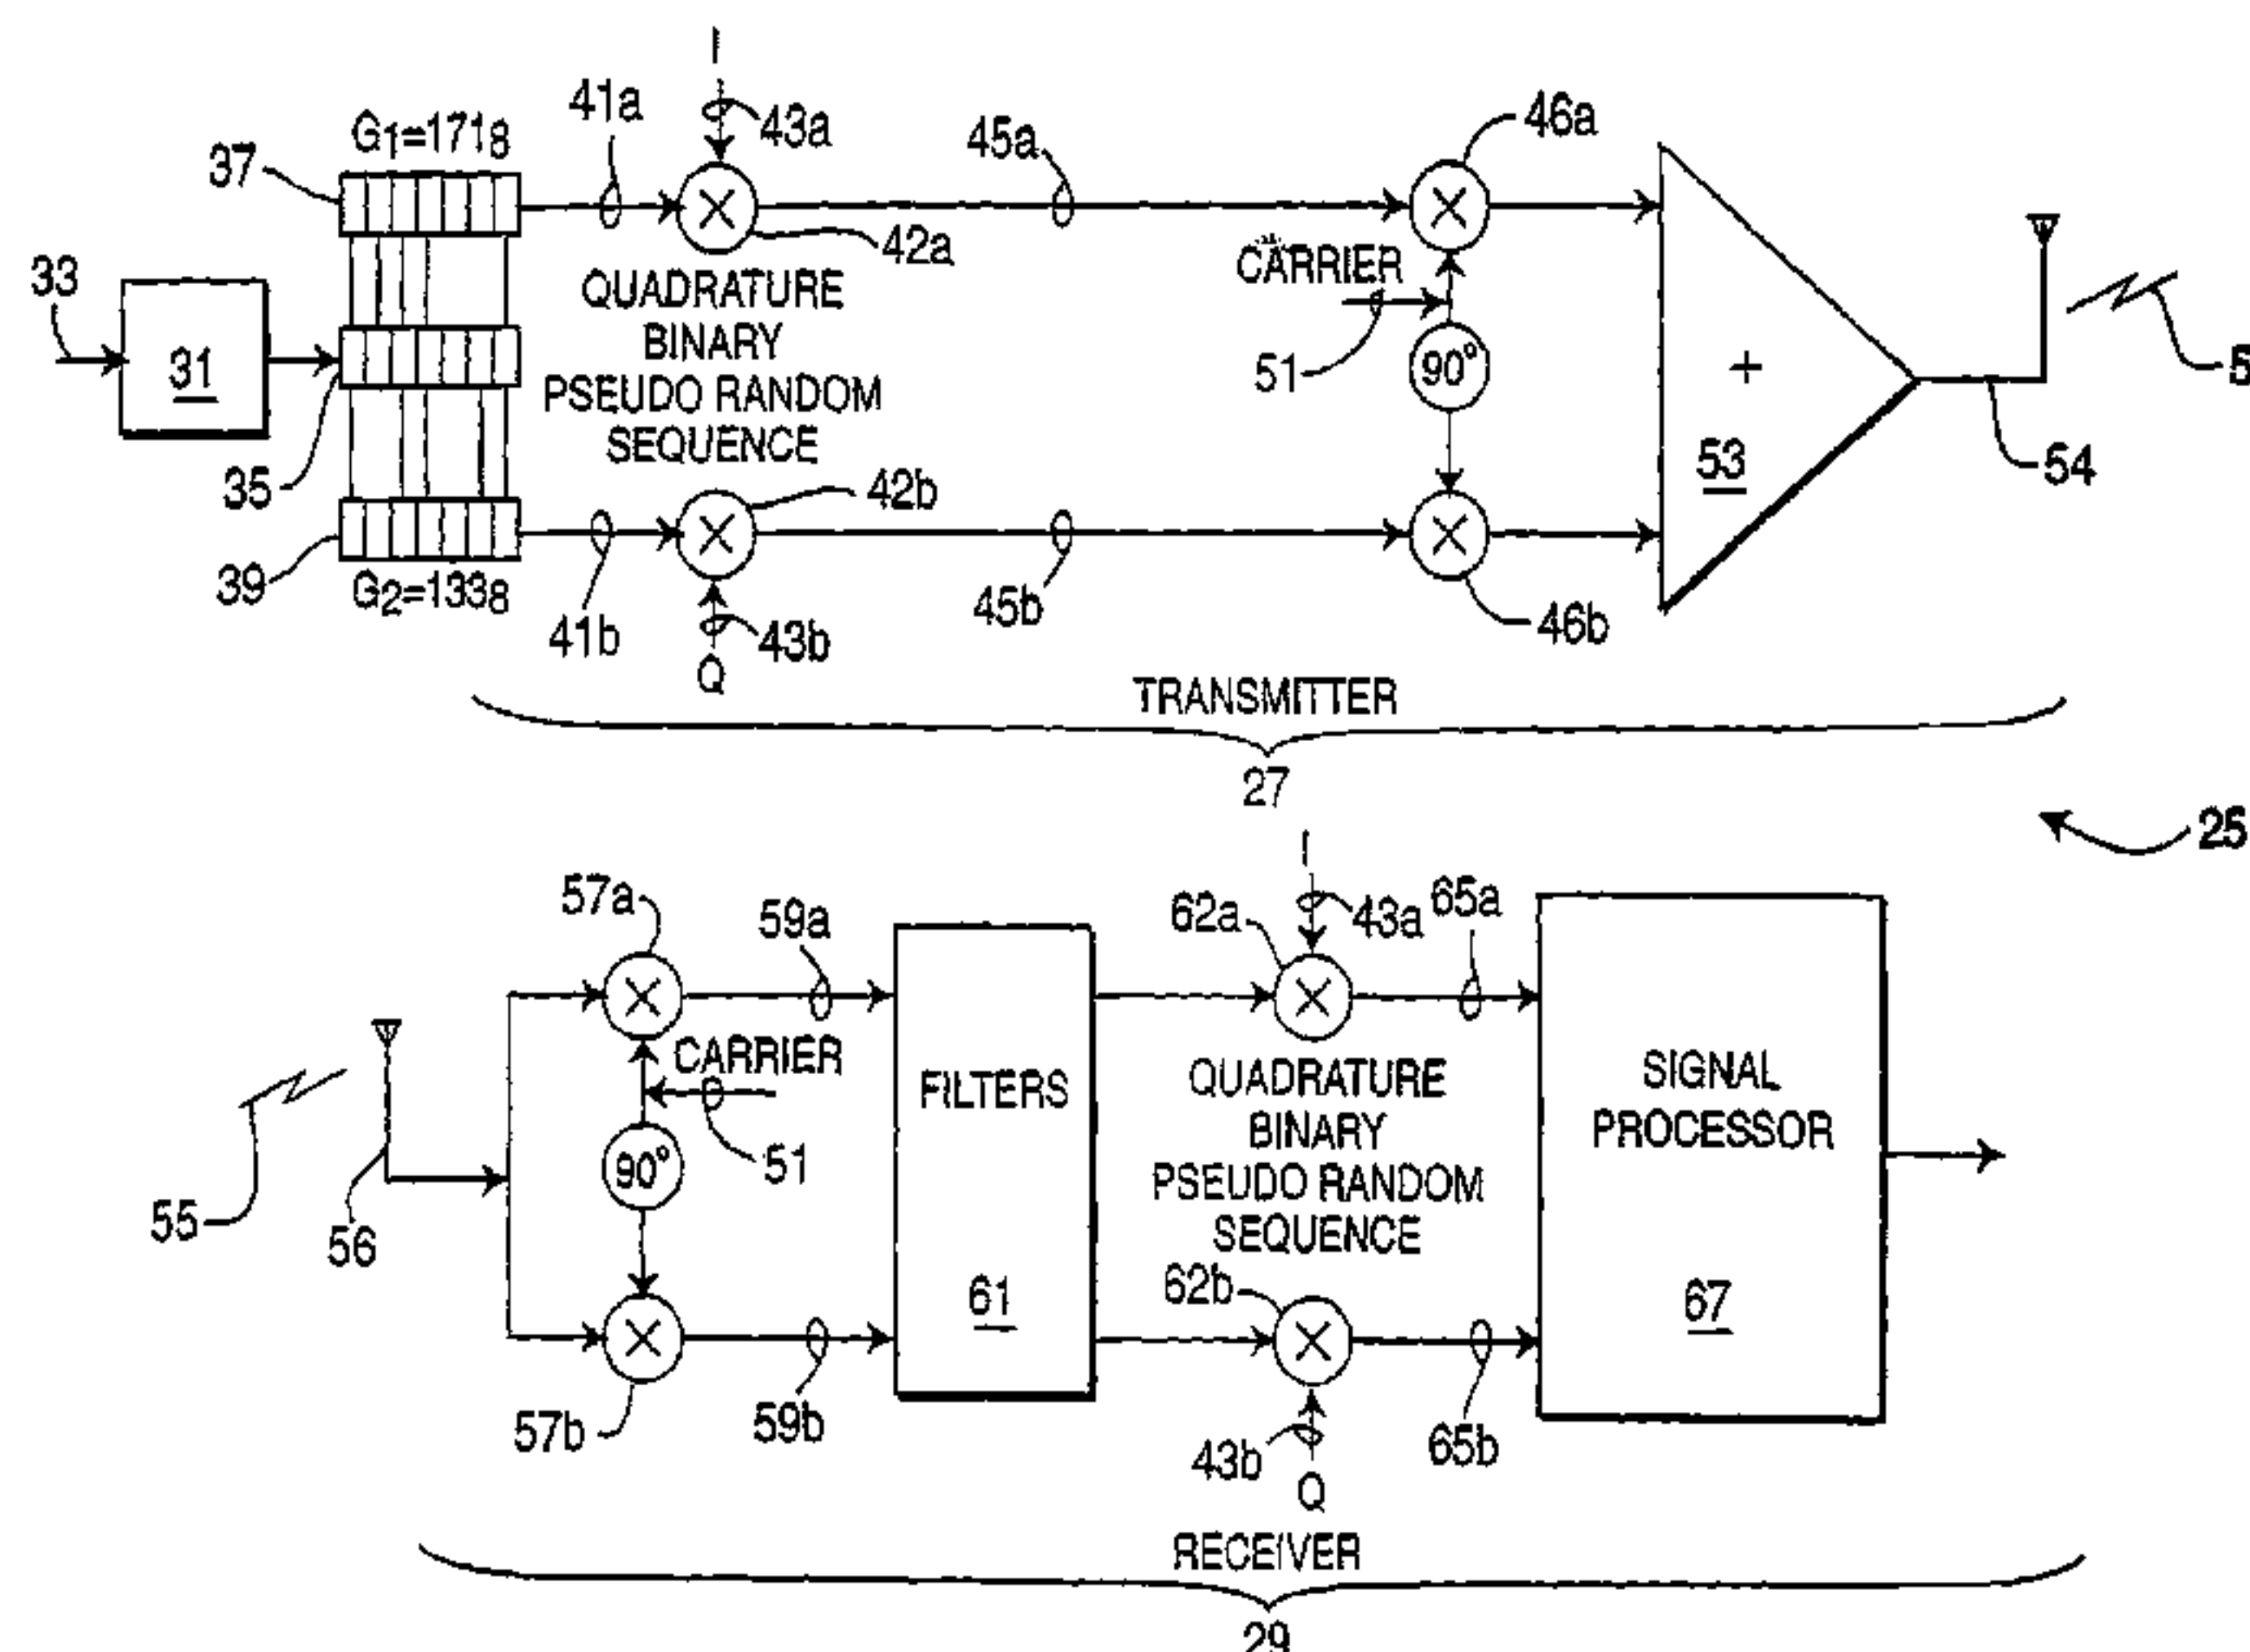 I
41a
43a
45a
46a
G1=1718
37
42a
CARRIER
33
QUADRATURE
BINARY
PSEUDO RANDOM
SEQUENCE
31
51
90°
+
5
35
42b
53
54
39
G2=1338
41b
43b
45b
46b
Q
TRANSMITTER
27
25
I
57a
59a
62a
43a
65a
CARRIER
FILTERS
QUADRATURE
BINARY
PSEUDO RANDOM
SEQUENCE
SIGNAL
PROCESSOR
90°
51
55
56
61
62b
67
57b
59b
43b
65b
Q
RECEIVER
29